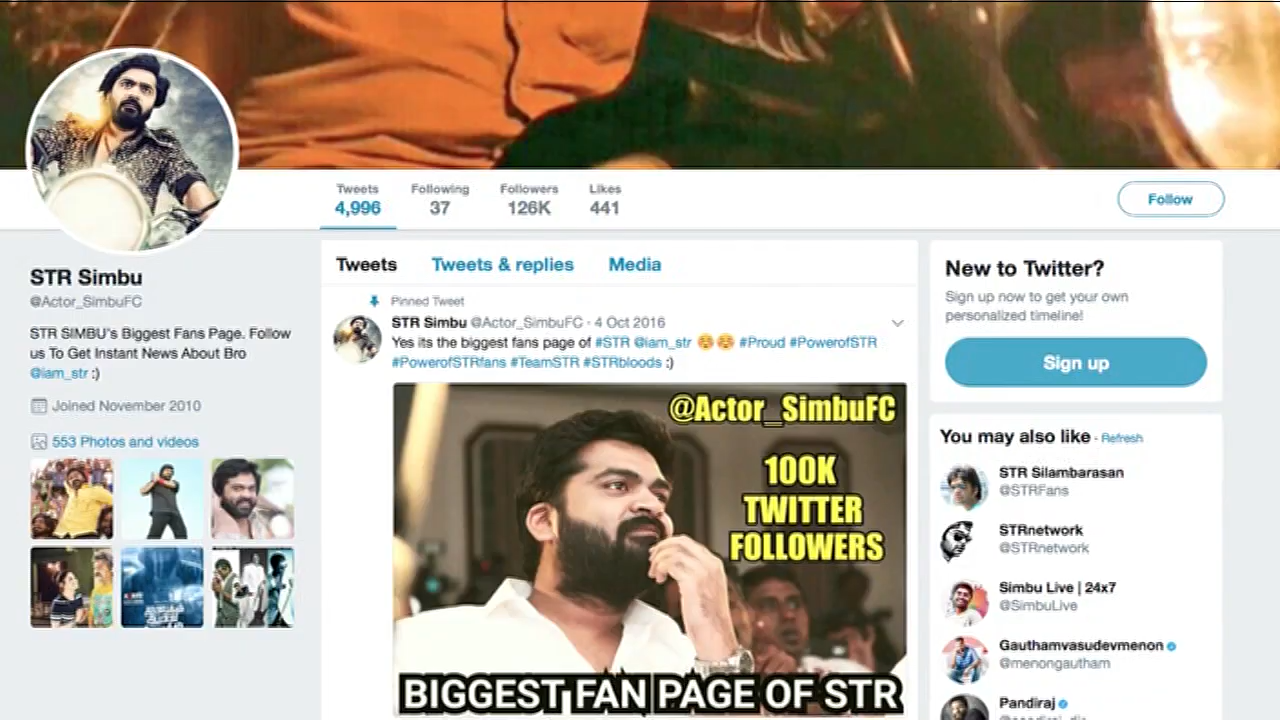 Tweets
4,996
Following
37
Followers
126K
Likes
441
Follow
STR Simbu
@Actor_SimbuFC
STR SIMBU's Biggest Fans Page. Follow
us To Get Instant News About Bro
@iam_str :)
Joined November 2010
553 Photos and videos
Tweets
Tweets & replies
Media
Pinned Tweet
STR Simbu @Actor_SimbuFC · 4 Oct 2016
Yes its the biggest fans page of #STR @iam_str ☺️☺️ #Proud #PowerofSTR
#PowerofSTRfans #TeamSTR #STRbloods :)
@Actor_SimbuFC
100K
TWITTER
FOLLOWERS
BIGGEST FAN PAGE OF STR
New to Twitter?
Sign up now to get your own
personalized timeline!
Sign up
You may also like · Refresh
STR Silambarasan
@STRFans
STRnetwork
@STRnetwork
Simbu Live | 24x7
@SimbuLive
Gauthamvasudevmenon
@menongautham
Pandiraj